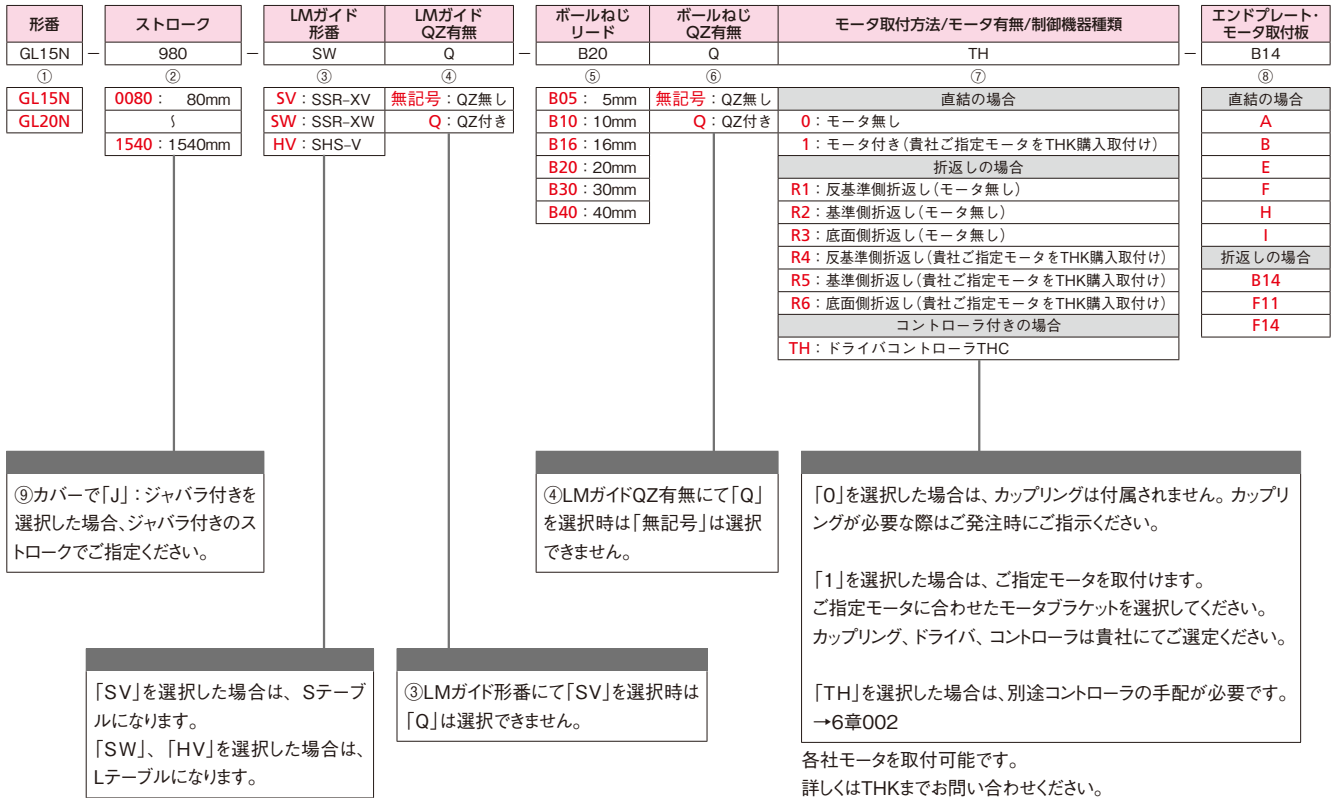 形番
ストローク
LMガイド
形番
LMガイド
QZ有無
ボールねじ
リード
ボールねじ
QZ有無
モータ取付方法/モータ有無/制御機器種類
エンドプレート・
モータ取付板
GL15N － 980 － SW Q － B20 Q TH － B14
① ② ③ ④ ⑤ ⑥ ⑦ ⑧
GL15N
GL20N
0080：80mm
〜
1540：1540mm
SV：SSR-XV
SW：SSR-XW
HV：SHS-V
無記号：QZ無し
Q：QZ付き
B05：5mm
B10：10mm
B16：16mm
B20：20mm
B30：30mm
B40：40mm
無記号：QZ無し
Q：QZ付き
直結の場合
0：モータ無し
1：モータ付き(貴社ご指定モータをTHK購入取付け)
折返しの場合
R1：反基準側折返し(モータ無し)
R2：基準側折返し(モータ無し)
R3：底面側折返し(モータ無し)
R4：反基準側折返し(貴社ご指定モータをTHK購入取付け)
R5：基準側折返し(貴社ご指定モータをTHK購入取付け)
R6：底面側折返し(貴社ご指定モータをTHK購入取付け)
コントローラ付きの場合
TH：ドライバコントローラTHC
直結の場合
A
B
E
F
H
I
折返しの場合
B14
F11
F14
⑨カバーで「J」：ジャバラ付きを
選択した場合、ジャバラ付きのス
トロークでご指定ください。
④LMガイドQZ有無にて「Q」
を選択時は「無記号」は選択
できません。
「0」を選択した場合は、カップリングは付属されません。カップリ
ングが必要な際はご発注時にご指示ください。
「1」を選択した場合は、ご指定モータを取付けます。
ご指定モータに合わせたモータブラケットを選択してください。
カップリング、ドライバ、コントローラは貴社にてご選定ください。
「TH」を選択した場合は、別途コントローラの手配が必要です。
→6章002
「SV」を選択した場合は、Sテーブ
ルになります。
「SW」、「HV」を選択した場合は、
Lテーブルになります。
③LMガイド形番にて「SV」を選択時は
「Q」は選択できません。
各社モータを取付可能です。
詳しくはTHKまでお問い合わせください。